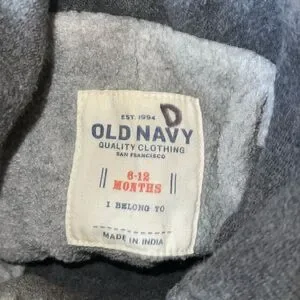 EST. 1994
D
OLD NAVY
QUALITY CLOTHING
SAN FRANCISCO
6-12
MONTHS
I BELONG TO
MADE IN INDIA